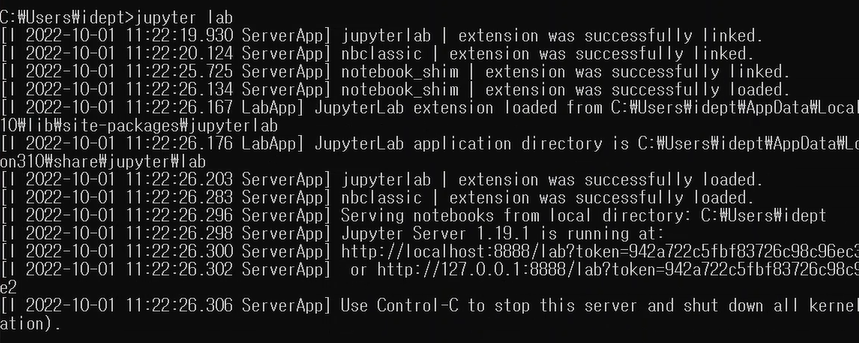 C:₩Users₩idept>jupyter lab
[I 2022-10-01 11:22:19.930 ServerApp] jupyterlab | extension was successfully linked.
[I 2022-10-01 11:22:20.124 ServerApp] nbclassic | extension was successfully linked.
[I 2022-10-01 11:22:25.725 ServerApp] notebook_shim | extension was successfully linked.
[I 2022-10-01 11:22:26.134 ServerApp] notebook_shim | extension was successfully loaded.
[I 2022-10-01 11:22:26.167 LabApp] JupyterLab extension loaded from C:₩Users₩idept₩AppData₩Local
10₩lib₩site-packages₩jupyterlab
[I 2022-10-01 11:22:26.176 LabApp] JupyterLab application directory is C:₩Users₩idept₩AppData₩Lo
on310₩share₩jupyter₩lab
[I 2022-10-01 11:22:26.203 ServerApp] jupyterlab | extension was successfully loaded.
[I 2022-10-01 11:22:26.283 ServerApp] nbclassic | extension was successfully loaded.
[I 2022-10-01 11:22:26.296 ServerApp] Serving notebooks from local directory: C:₩Users₩idept
[I 2022-10-01 11:22:26.298 ServerApp] Jupyter Server 1.19.1 is running at:
[I 2022-10-01 11:22:26.300 ServerApp] http://localhost:8888/lab?token=942a722c5fbf83726c98c96ec3
[I 2022-10-01 11:22:26.302 ServerApp]  or http://127.0.0.1:8888/lab?token=942a722c5fbf83726c98c9
e2
[I 2022-10-01 11:22:26.306 ServerApp] Use Control-C to stop this server and shut down all kernel
ation).